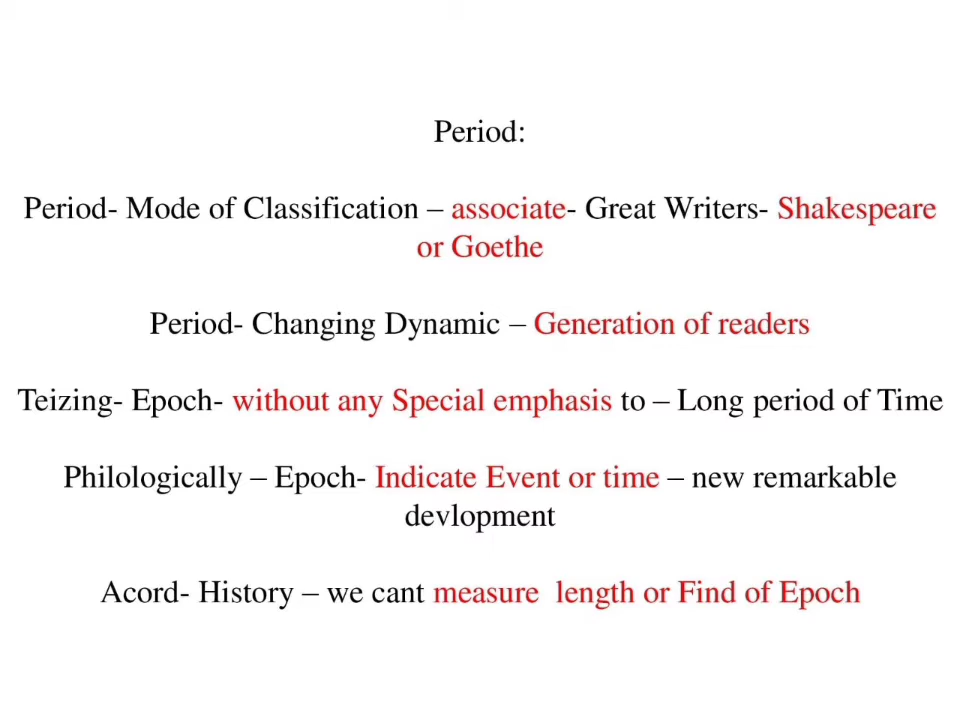 Period:
Period- Mode of Classification – associate- Great Writers- Shakespeare
or Goethe
Period- Changing Dynamic – Generation of readers
Teizing- Epoch- without any Special emphasis to – Long period of Time
Philologically – Epoch- Indicate Event or time – new remarkable
devlopment
Acord- History – we cant measure  length or Find of Epoch